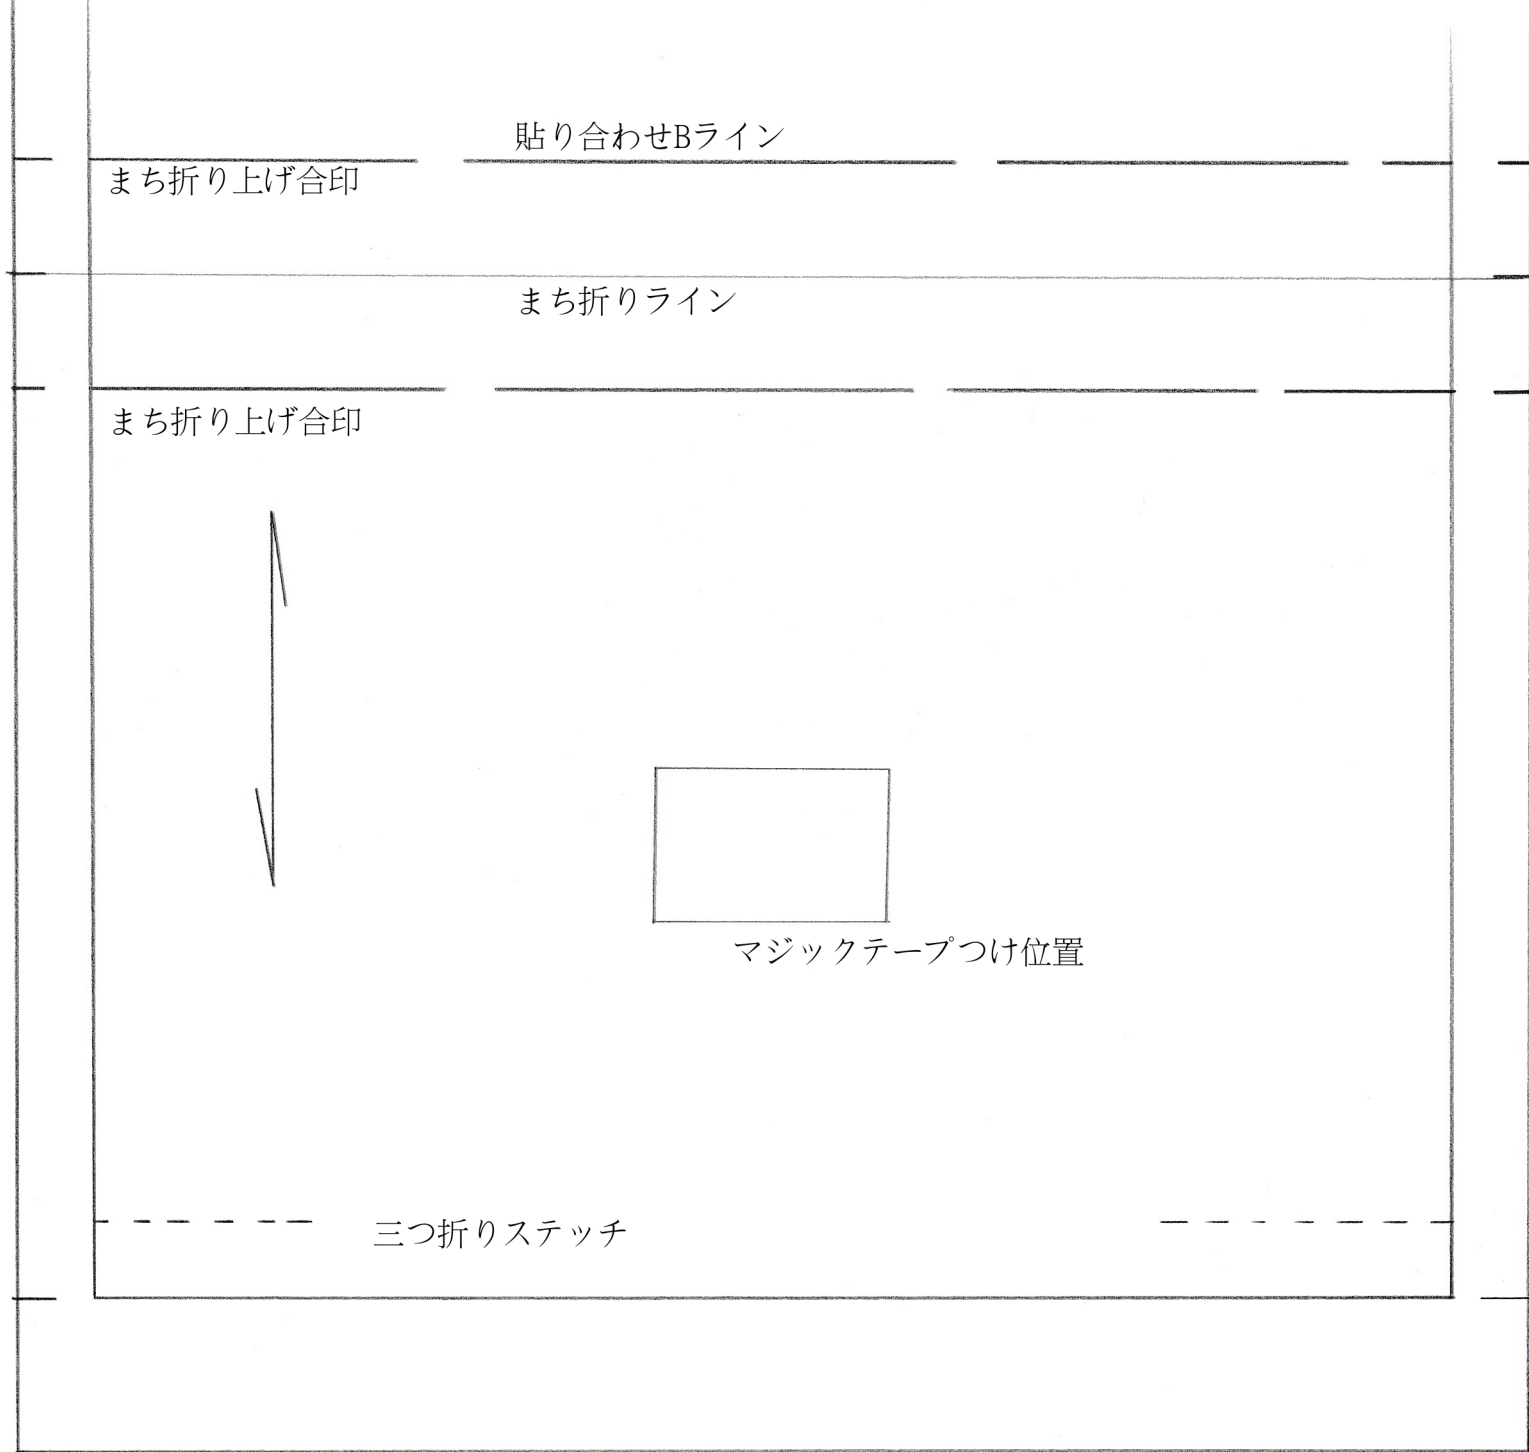 貼り合わせBライン
まち折り上げ合印
まち折りライン
まち折り上げ合印
マジックテープつけ位置
三つ折りステッチ